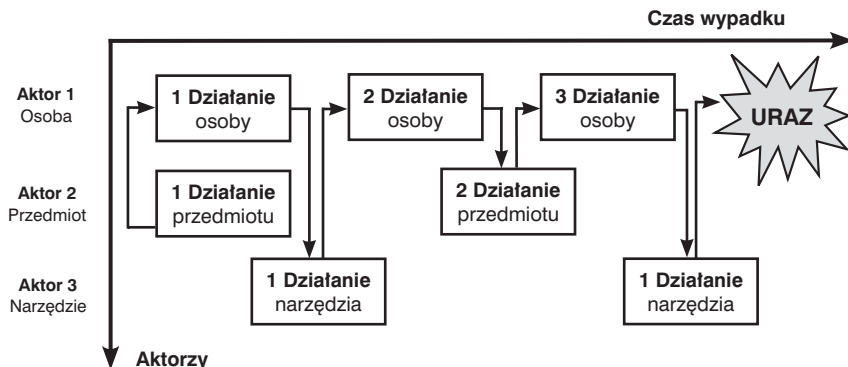 Czas wypadku
Aktor 1
Osoba
1 Działanie
osoby
2 Działanie
osoby
3 Działanie
osoby
URAZ
Aktor 2
Przedmiot
1 Działanie
przedmiotu
2 Działanie
przedmiotu
Aktor 3
Narzędzie
1 Działanie
narzędzia
1 Działanie
narzędzia
Aktorzy